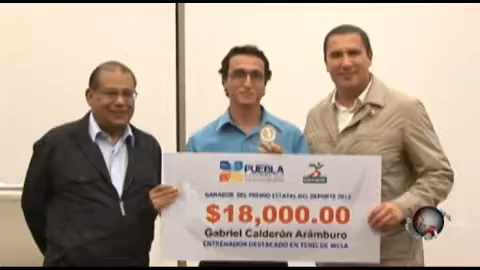 PUEBLA
GANADOR DEL PREMIO ESTATAL DEL DEPORTE 2012
$18,000.00
Gabriel Calderón Arámburo
ENTRENADOR DESTACADO EN TENIS DE MESA